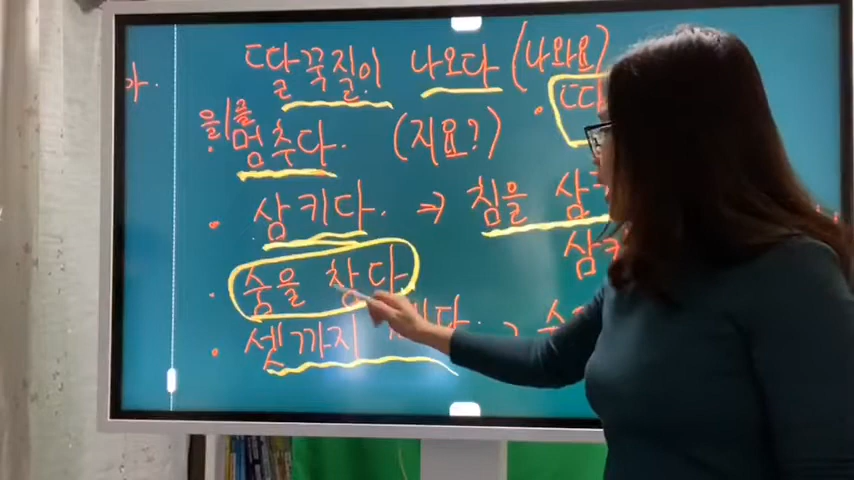 아.
딸꾹질이 나오다 (나와요
을/를
멈추다. (지요?)
삼키다. → 침을 삼
삼키
숨을 참다
셋까지